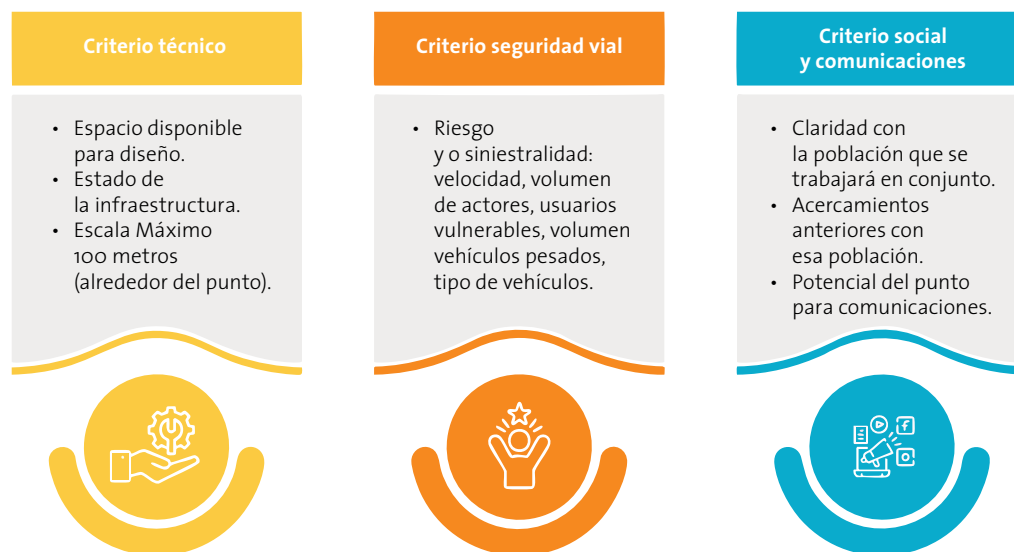 Criterio técnico
• Espacio disponible
para diseño.
• Estado de
la infraestructura.
• Escala Máximo
100 metros
(alrededor del punto).
Criterio seguridad vial
• Riesgo
y o siniestralidad:
velocidad, volumen
de actores, usuarios
vulnerables, volumen
vehículos pesados,
tipo de vehículos.
Criterio social
y comunicaciones
• Claridad con
la población que se
trabajará en conjunto.
• Acercamientos
anteriores con
esa población.
• Potencial del punto
para comunicaciones.